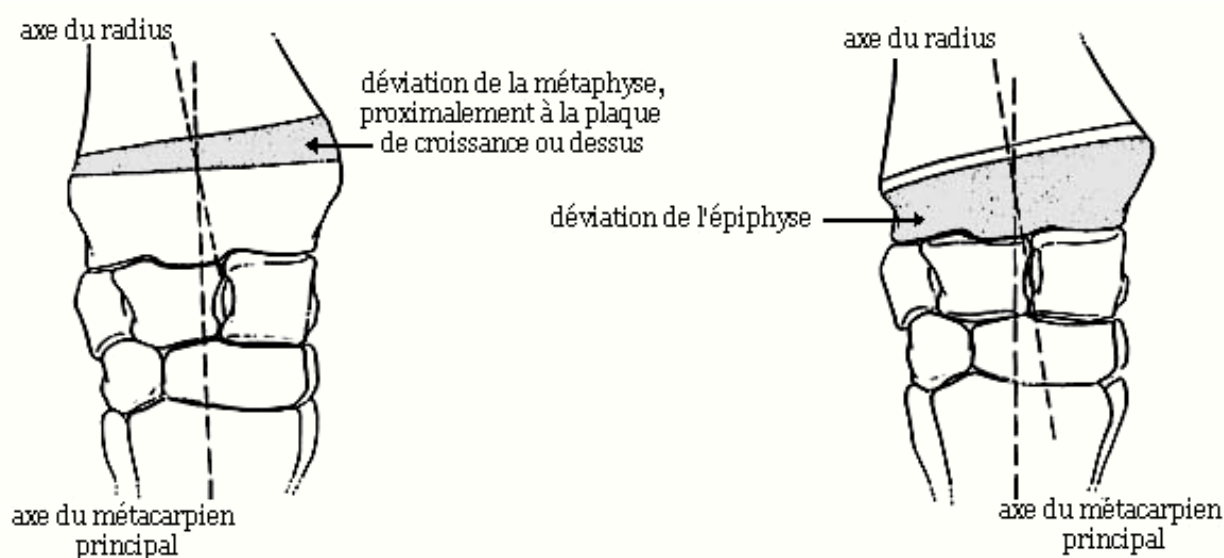 axe du radius
déviation de la métaphyse,
proximalement à la plaque
de croissance ou dessus
axe du métacarpien
principal
axe du radius
déviation de l'épiphyse
axe du métacarpien
principal